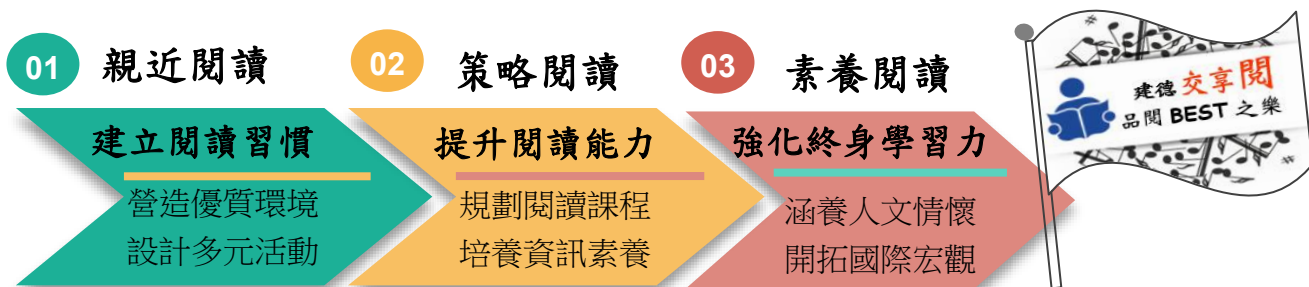 01 親近閱讀
建立閱讀習慣
營造優質環境
設計多元活動
02 策略閱讀
提升閱讀能力
規劃閱讀課程
培養資訊素養
03 素養閱讀
強化終身學習力
涵養人文情懷
開拓國際宏觀
建德交享閱
品閱 BEST 之樂